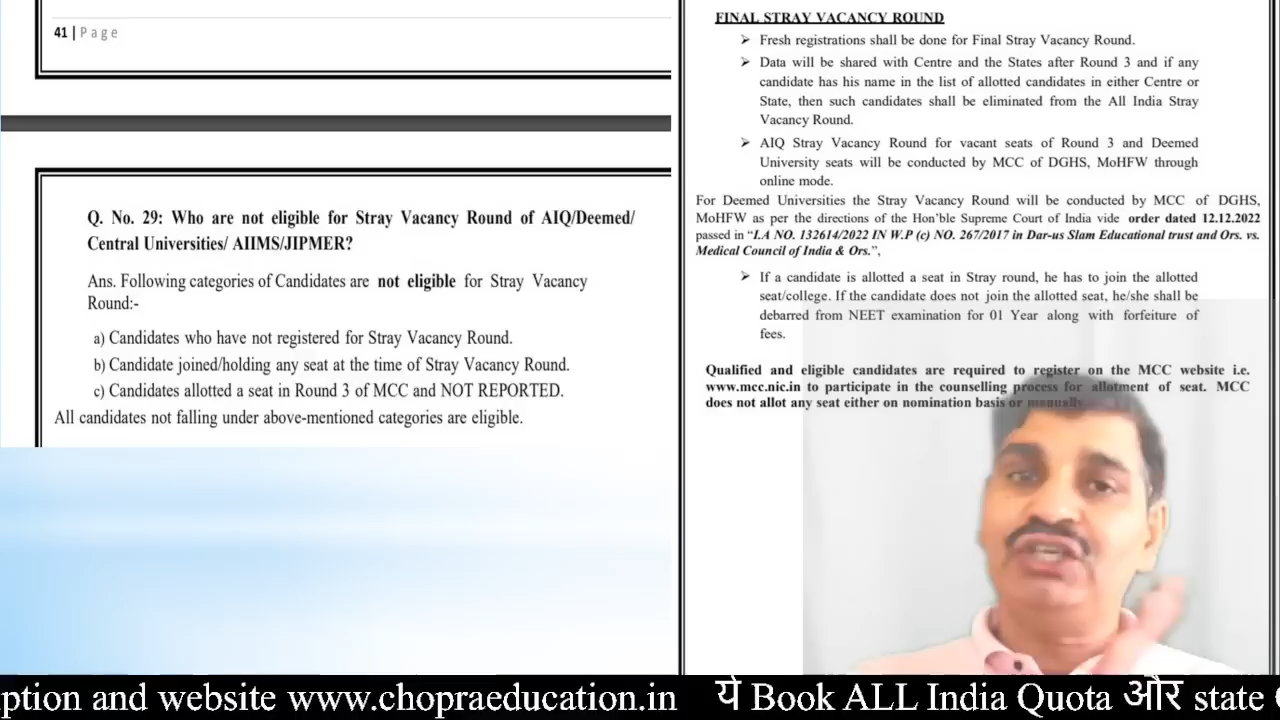 41 | P a g e
Q. No. 29: Who are not eligible for Stray Vacancy Round of AIQ/Deemed/
Central Universities/ AIIMS/JIPMER?
Ans. Following categories of Candidates are not eligible for Stray Vacancy
Round:-
a) Candidates who have not registered for Stray Vacancy Round.
b) Candidate joined/holding any seat at the time of Stray Vacancy Round.
c) Candidates allotted a seat in Round 3 of MCC and NOT REPORTED.
All candidates not falling under above-mentioned categories are eligible.
FINAL STRAY VACANCY ROUND
➢ Fresh registrations shall be done for Final Stray Vacancy Round.
➢ Data will be shared with Centre and the States after Round 3 and if any
candidate has his name in the list of allotted candidates in either Centre or
State, then such candidates shall be eliminated from the All India Stray
Vacancy Round.
➢ AIQ Stray Vacancy Round for vacant seats of Round 3 and Deemed
University seats will be conducted by MCC of DGHS, MoHFW through
online mode.
For Deemed Universities the Stray Vacancy Round will be conducted by MCC of DGHS,
MoHFW as per the directions of the Hon'ble Supreme Court of India vide order dated 12.12.2022
passed in "I.A NO. 132614/2022 IN W.P (c) NO. 267/2017 in Dar-us Slam Educational trust and Ors. vs.
Medical Council of India & Ors.",
➢ If a candidate is allotted a seat in Stray round, he has to join the allotted
seat/college. If the candidate does not join the allotted seat, he/she shall be
debarred from NEET examination for 01 Year along with forfeiture of
fees.
Qualified and eligible candidates are required to register on the MCC website i.e.
www.mcc.nic.in to participate in the counselling process for allotment of seat. MCC
does not allot any seat either on nomination basis or manually
ption and website www.chopraeducation.in ये Book ALL India Quota और state